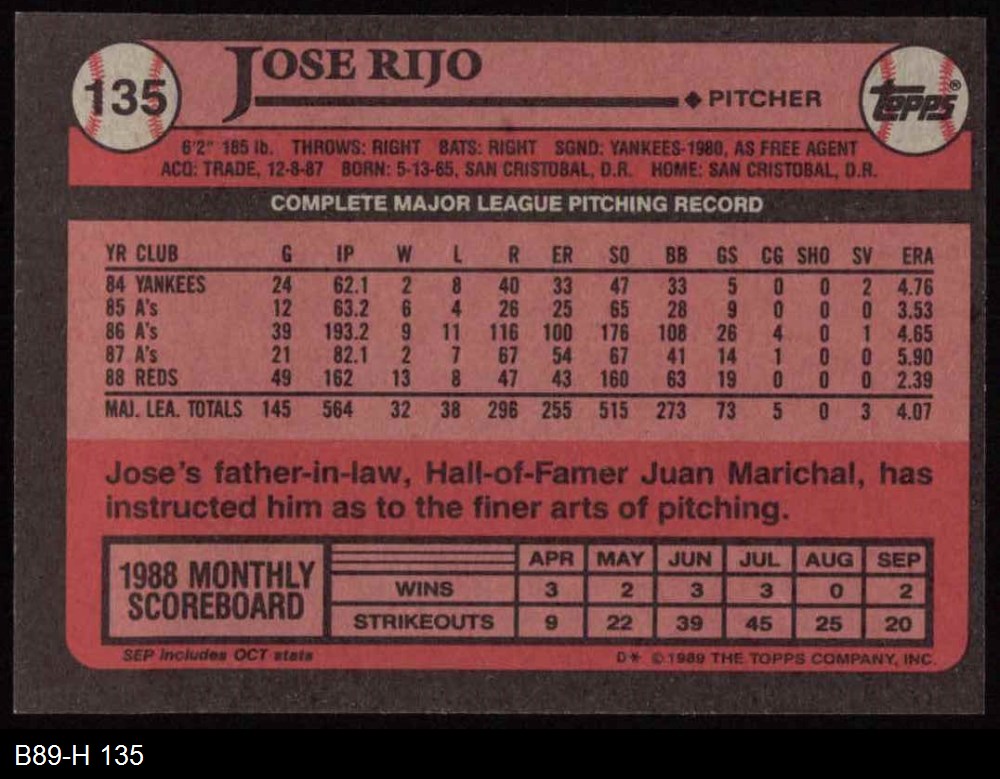 135
JOSE RIJO
◆ PITCHER
Topps®
6'2" 185 lb. THROWS: RIGHT BATS: RIGHT SGND: YANKEES-1980, AS FREE AGENT
ACQ: TRADE, 12-8-87 BORN: 5-13-65, SAN CRISTOBAL, D.R. HOME: SAN CRISTOBAL, D.R.
COMPLETE MAJOR LEAGUE PITCHING RECORD
YR CLUB G IP W L R ER SO BB GS CG SHO SV ERA
84 YANKEES 24 62.1 2 8 40 33 47 33 5 0 0 2 4.76
85 A's 12 63.2 6 4 26 25 65 28 9 0 0 0 3.53
86 A's 39 193.2 9 11 116 100 176 108 26 4 0 1 4.65
87 A's 21 82.1 2 7 67 54 67 41 14 1 0 0 5.90
88 REDS 49 162 13 8 47 43 160 63 19 0 0 0 2.39
MAJ. LEA. TOTALS 145 564 32 38 296 255 515 273 73 5 0 3 4.07
Jose's father-in-law, Hall-of-Famer Juan Marichal, has
instructed him as to the finer arts of pitching.
1988 MONTHLY
SCOREBOARD
APR MAY JUN JUL AUG SEP
WINS 3 2 3 3 0 2
STRIKEOUTS 9 22 39 45 25 20
SEP includes OCT stats
D* © 1989 THE TOPPS COMPANY, INC.
B89-H 135